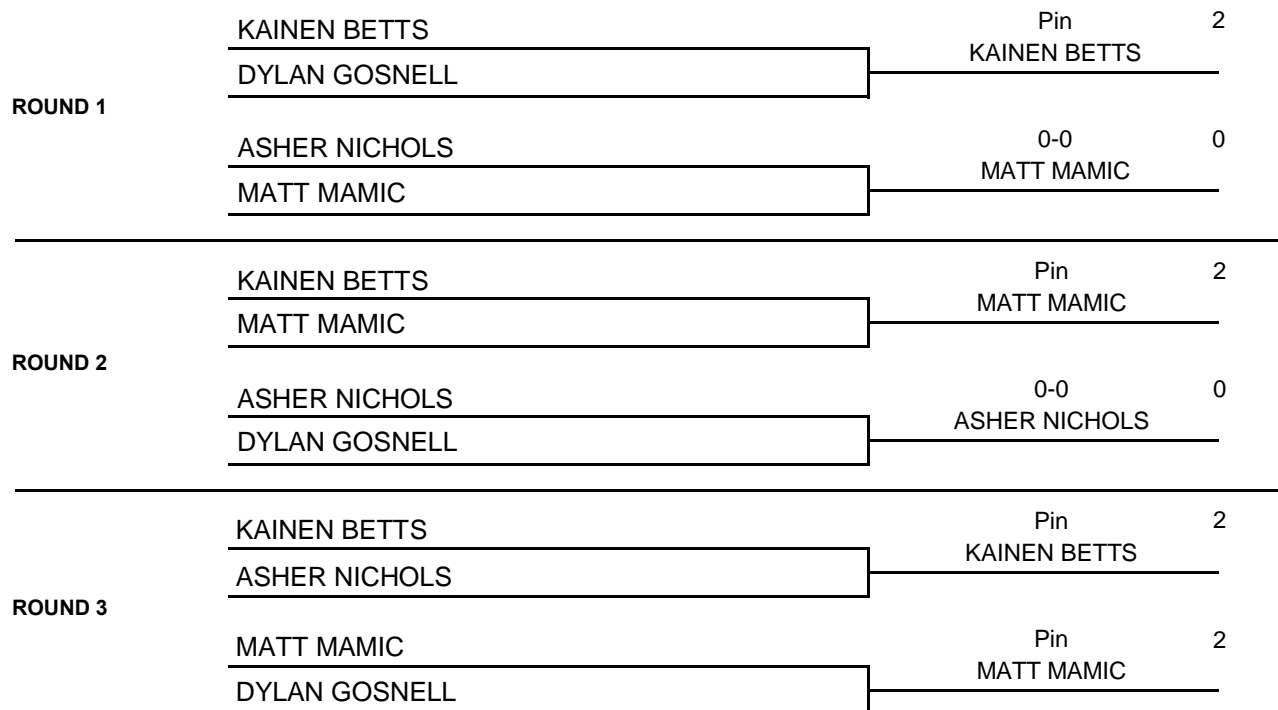 KAINEN BETTS
Pin 2
KAINEN BETTS
DYLAN GOSNELL
ROUND 1
ASHER NICHOLS
0-0 0
MATT MAMIC
MATT MAMIC
KAINEN BETTS
Pin 2
MATT MAMIC
MATT MAMIC
ROUND 2
ASHER NICHOLS
0-0 0
ASHER NICHOLS
DYLAN GOSNELL
KAINEN BETTS
Pin 2
KAINEN BETTS
ASHER NICHOLS
ROUND 3
MATT MAMIC
Pin 2
MATT MAMIC
DYLAN GOSNELL